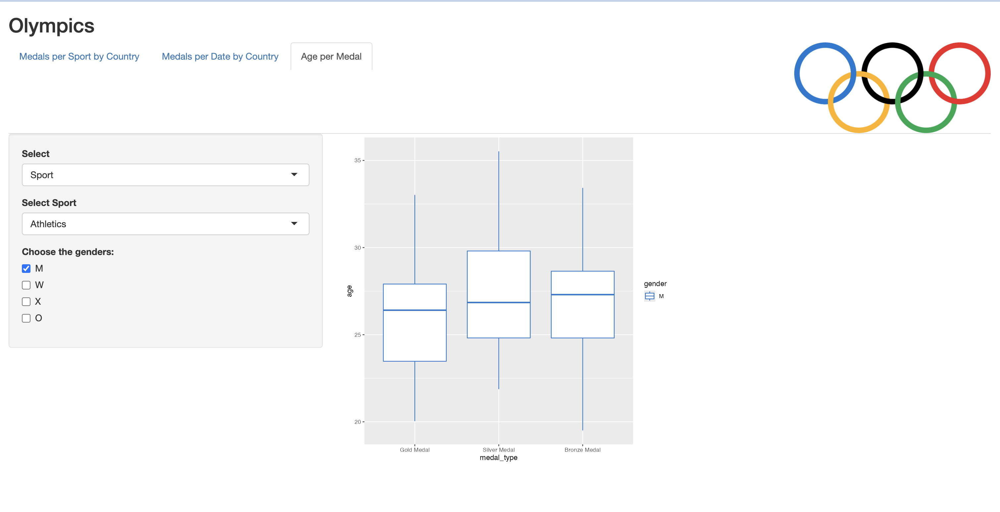 Olympics
Medals per Sport by Country
Medals per Date by Country
Age per Medal
Select
Sport
Select Sport
Athletics
Choose the genders:
M
W
X
O
age
35
30
25
20
Gold Medal
Silver Medal
Bronze Medal
medal_type
gender
M